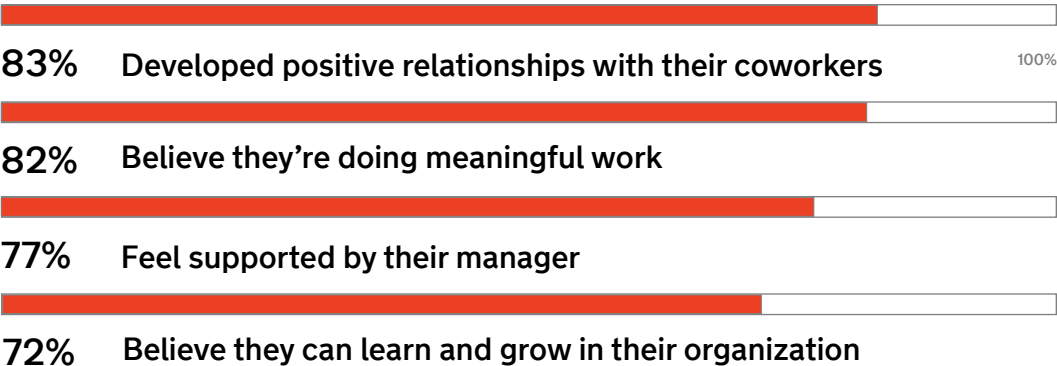 83% Developed positive relationships with their coworkers 100%
82% Believe they’re doing meaningful work
77% Feel supported by their manager
72% Believe they can learn and grow in their organization